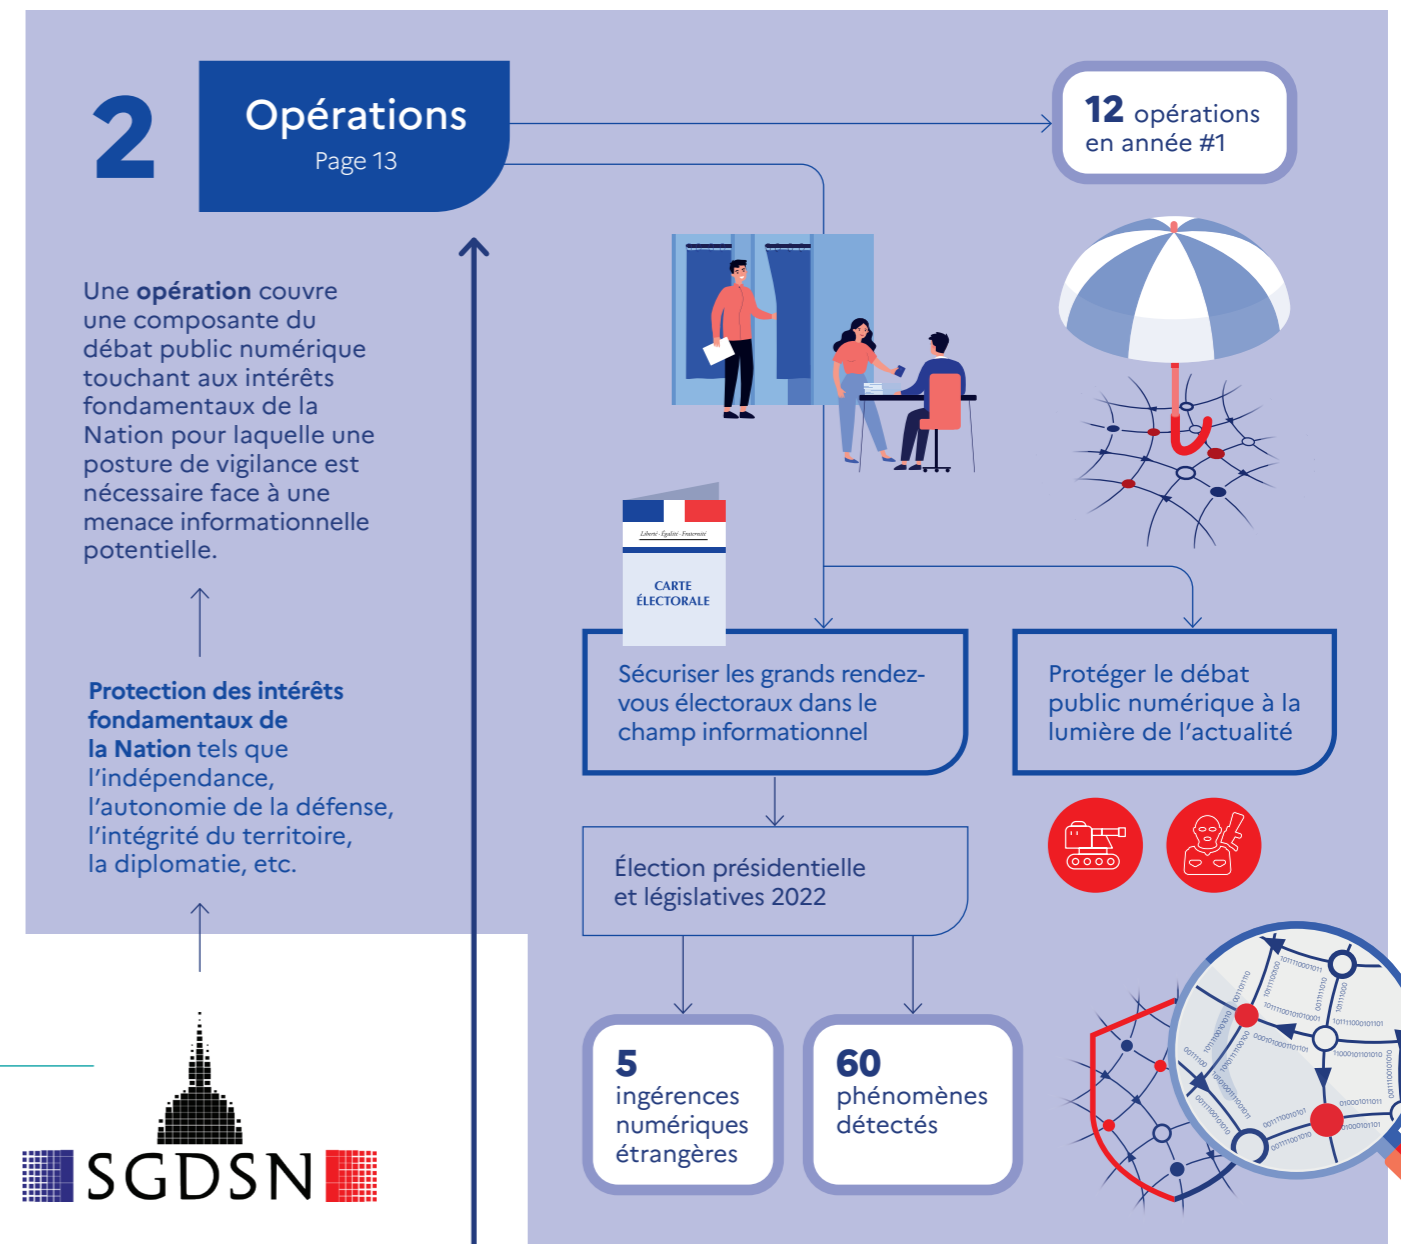 2
Opérations
Page 13
12 opérations
en année #1
Une opération couvre
une composante du
débat public numérique
touchant aux intérêts
fondamentaux de la
Nation pour laquelle une
posture de vigilance est
nécessaire face à une
menace informationnelle
potentielle.
Protection des intérêts
fondamentaux de
la Nation tels que
l’indépendance,
l’autonomie de la défense,
l’intégrité du territoire,
la diplomatie, etc.
SGDSN
Liberté · Égalité · Fraternité
CARTE
ÉLECTORALE
Sécuriser les grands rendez-
vous électoraux dans le
champ informationnel
Protéger le débat
public numérique à la
lumière de l’actualité
Élection présidentielle
et législatives 2022
5
ingérences
numériques
étrangères
60
phénomènes
détectés